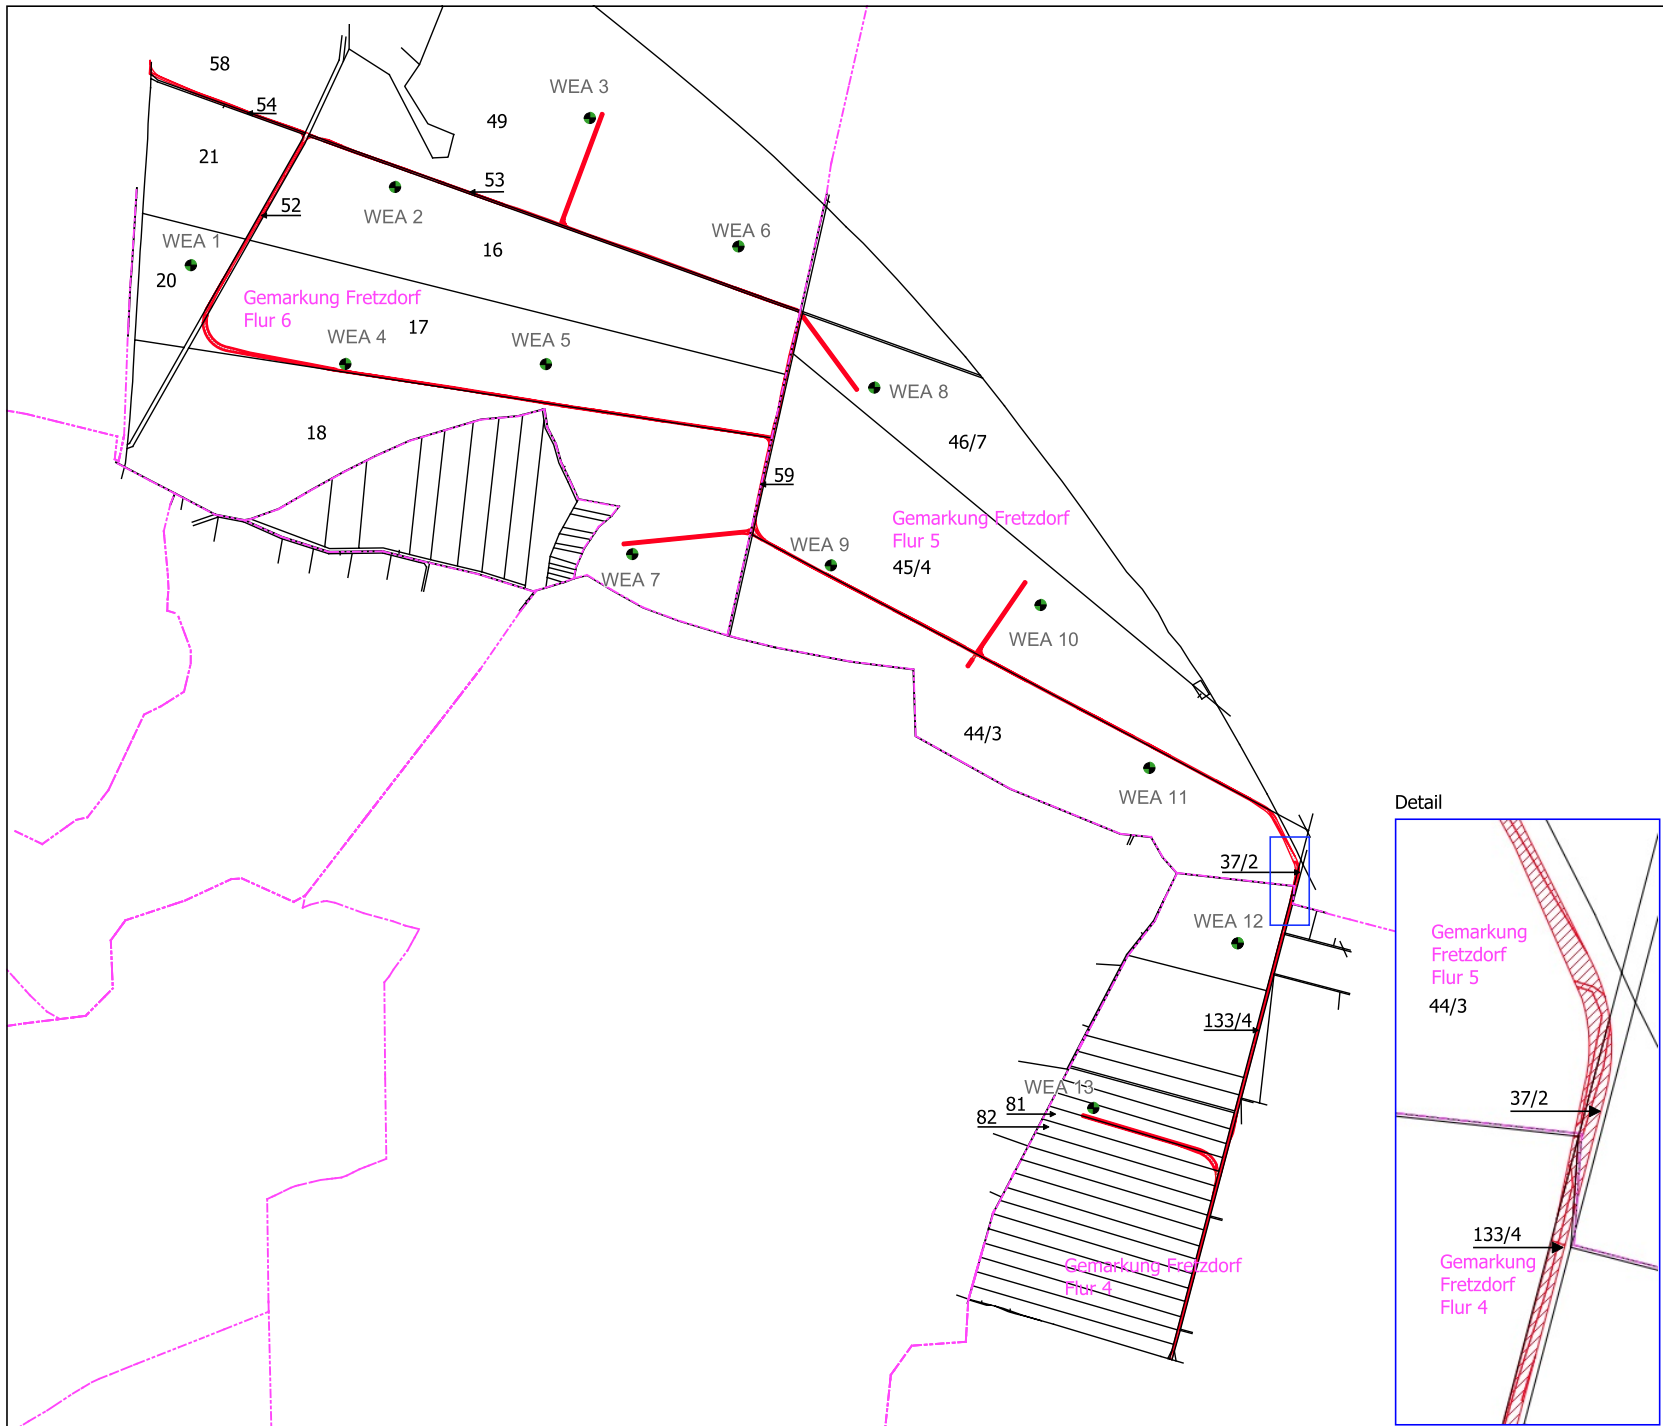 58
54
WEA 3
49
21
53
52
WEA 2
WEA 6
16
WEA 1
20
Gemarkung Fretzdorf
Flur 6
17
WEA 4
WEA 5
WEA 8
18
46/7
59
Gemarkung Fretzdorf
Flur 5
45/4
WEA 9
WEA 7
WEA 10
44/3
WEA 11
37/2
WEA 12
133/4
WEA 13
81
82
Gemarkung Fretzdorf
Flur 4
Detail
Gemarkung
Fretzdorf
Flur 5
44/3
37/2
133/4
Gemarkung
Fretzdorf
Flur 4